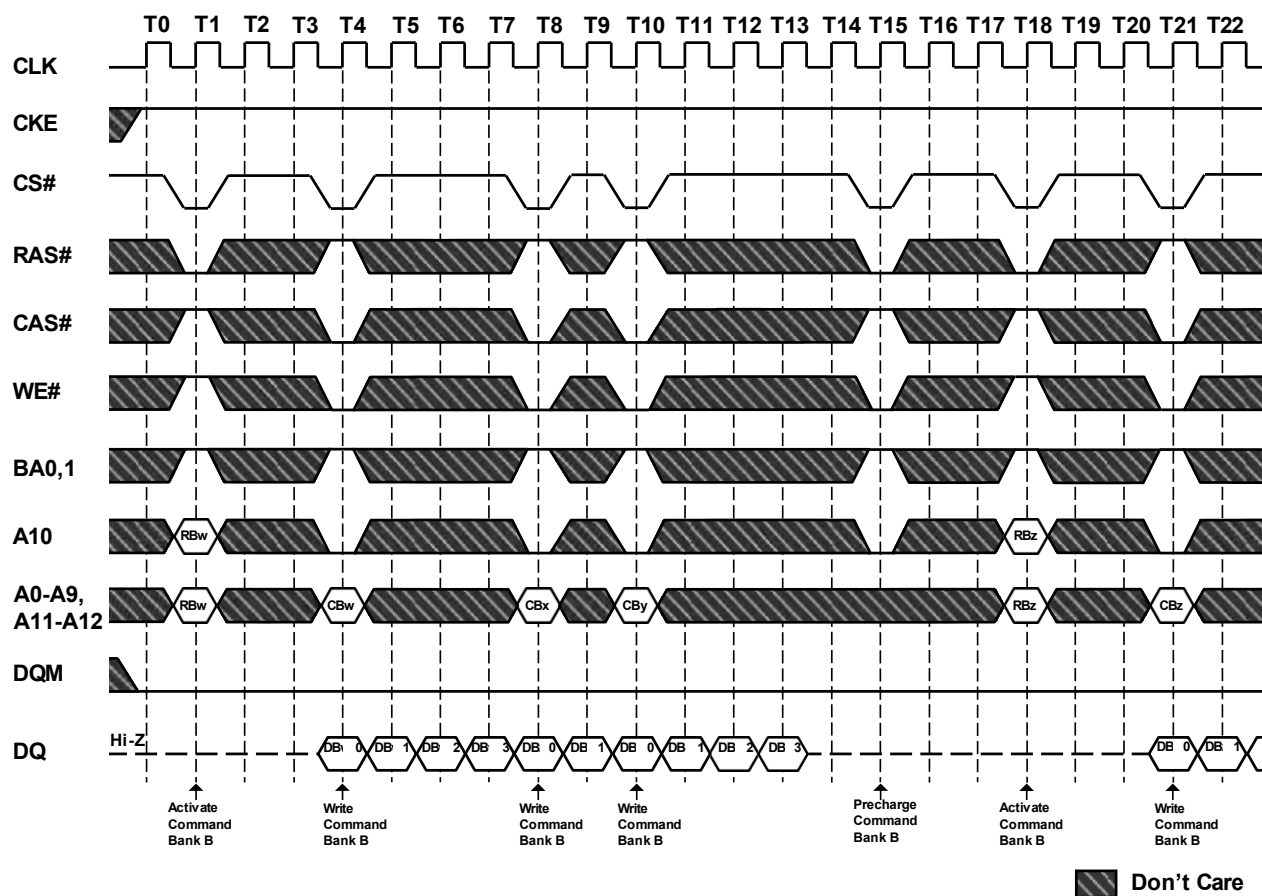 T0 T1 T2 T3 T4 T5 T6 T7 T8 T9 T10 T11 T12 T13 T14 T15 T16 T17 T18 T19 T20 T21 T22
CLK
CKE
CS#
RAS#
CAS#
WE#
BA0,1
A10 RBw RBz
A0-A9, RBw CBw CBx CBy RBz CBz
A11-A12
DQM
DQ Hi-Z DB 0 DB 1 DB 2 DB 3 DB 0 DB 1 DB 0 DB 1 DB 2 DB 3 DB 0 DB 1
Activate Write Write Write Precharge Activate Write
Command Command Command Command Command Command Command
Bank B Bank B Bank B Bank B Bank B Bank B Bank B
Don't Care